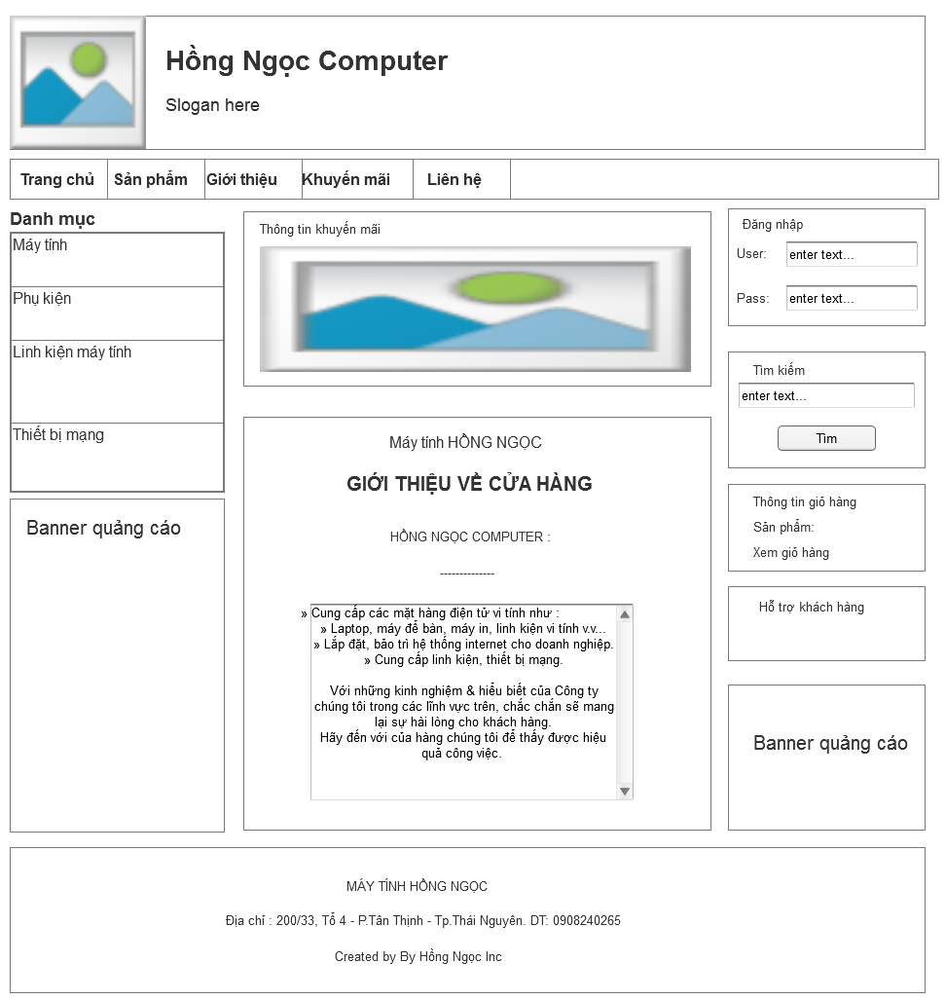 Hồng Ngọc Computer
Slogan here
Trang chủ Sản phẩm Giới thiệu Khuyến mãi Liên hệ
Danh mục
Máy tính
Phụ kiện
Linh kiện máy tính
Thiết bị mạng
Banner quảng cáo
Thông tin khuyến mãi
Máy tính HỒNG NGỌC
GIỚI THIỆU VỀ CỬA HÀNG
HỒNG NGỌC COMPUTER :
--------------
» Cung cấp các mặt hàng điện tử vi tính như :
» Laptop, máy để bàn, máy in, linh kiện vi tính v.v...
» Lắp đặt, bảo trì hệ thống internet cho doanh nghiệp.
» Cung cấp linh kiện, thiết bị mạng.
Với những kinh nghiệm & hiểu biết của Công ty
chúng tôi trong các lĩnh vực trên, chắc chắn sẽ mang
lại sự hài lòng cho khách hàng.
Hãy đến với của hàng chúng tôi để thấy được hiệu
quả công việc.
Đăng nhập
User: enter text...
Pass: enter text...
Tìm kiếm
enter text...
Tìm
Thông tin giỏ hàng
Sản phẩm:
Xem giỏ hàng
Hỗ trợ khách hàng
Banner quảng cáo
MÁY TÍNH HỒNG NGỌC
Địa chỉ : 200/33, Tổ 4 - P.Tân Thịnh - Tp.Thái Nguyên. DT: 0908240265
Created by By Hồng Ngọc Inc